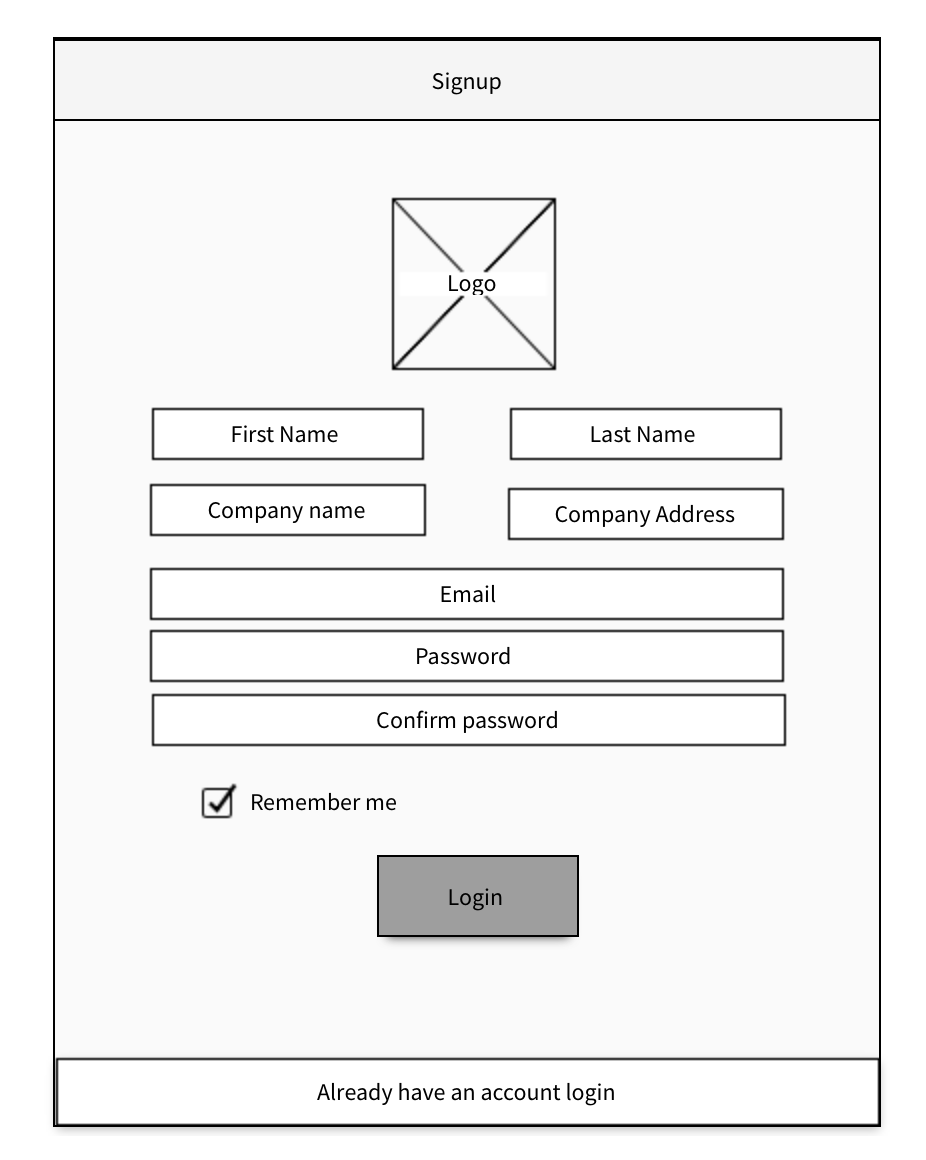 Signup
Logo
First Name
Last Name
Company name
Company Address
Email
Password
Confirm password
Remember me
Login
Already have an account login